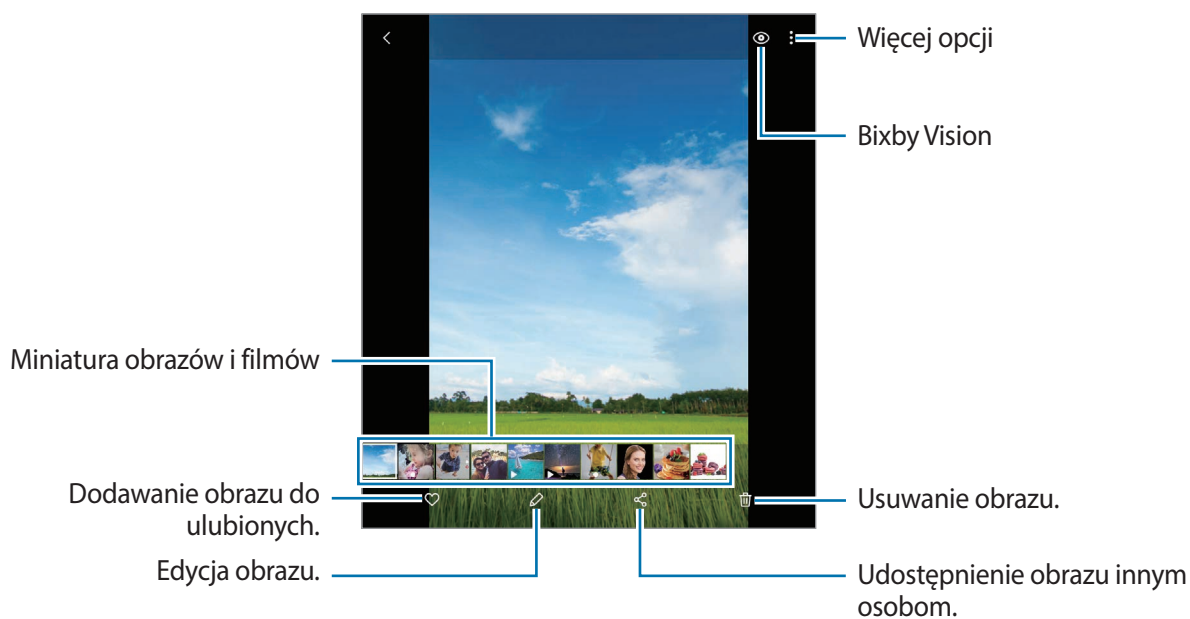 Więcej opcji
Bixby Vision
Miniatura obrazów i filmów
Dodawanie obrazu do
ulubionych.
Usuwanie obrazu.
Edycja obrazu.
Udostępnienie obrazu innym
osobom.